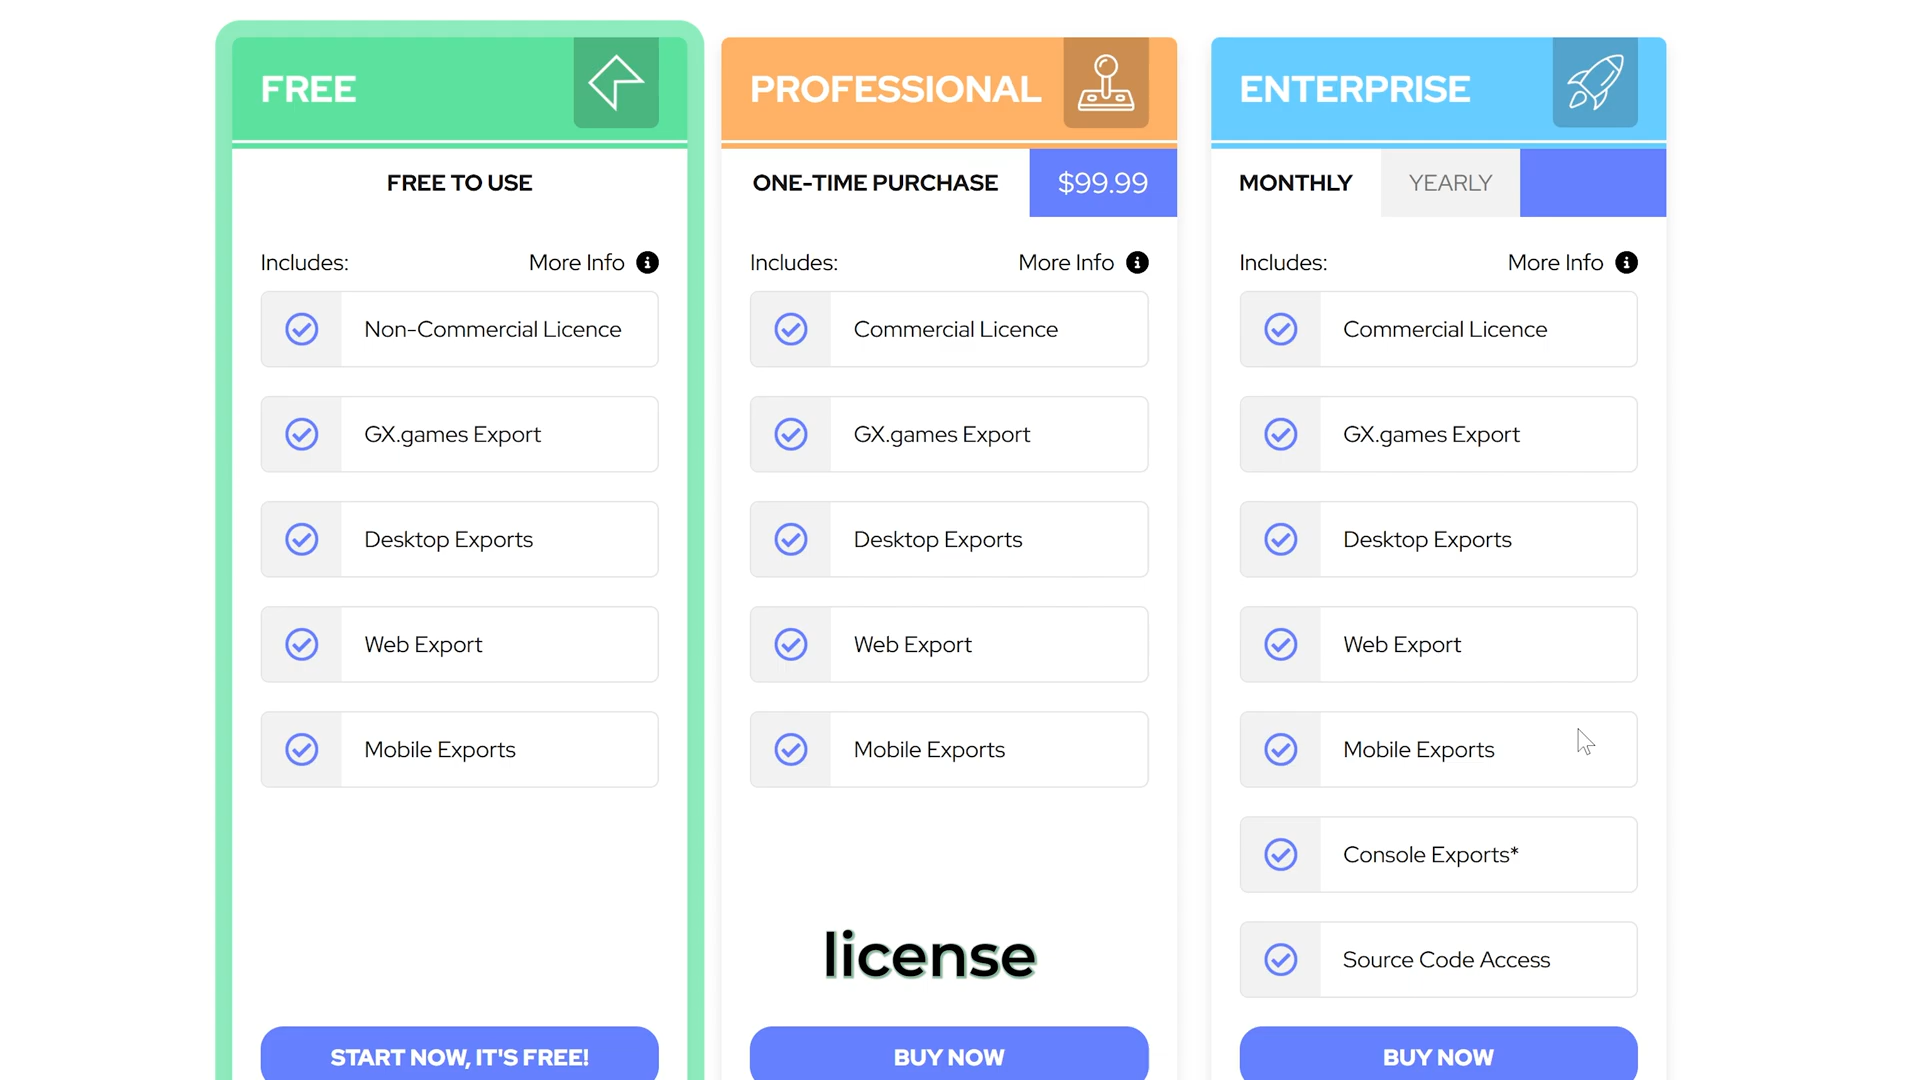 FREE
FREE TO USE
Includes: More Info
Non-Commercial Licence
GX.games Export
Desktop Exports
Web Export
Mobile Exports
START NOW, IT'S FREE!
PROFESSIONAL
ONE-TIME PURCHASE $99.99
Includes: More Info
Commercial Licence
GX.games Export
Desktop Exports
Web Export
Mobile Exports
license
BUY NOW
ENTERPRISE
MONTHLY YEARLY
Includes: More Info
Commercial Licence
GX.games Export
Desktop Exports
Web Export
Mobile Exports
Console Exports*
Source Code Access
BUY NOW